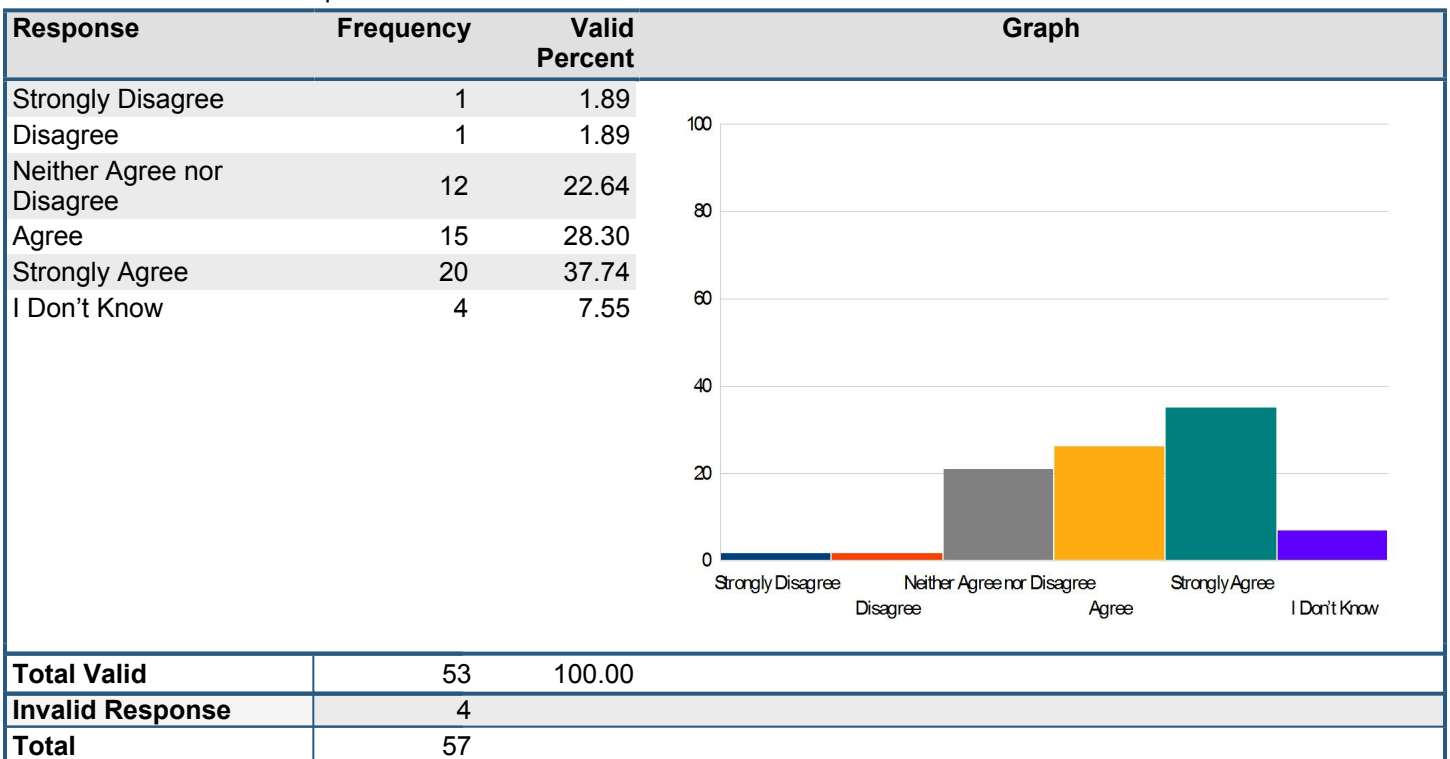 Response Frequency Valid Percent Graph
Strongly Disagree 1 1.89
Disagree 1 1.89
Neither Agree nor
Disagree 12 22.64
Agree 15 28.30
Strongly Agree 20 37.74
I Don’t Know 4 7.55
100
80
60
40
20
0
Strongly Disagree Neither Agree nor Disagree Strongly Agree
Disagree Agree I Don’t Know
Total Valid 53 100.00
Invalid Response 4
Total 57